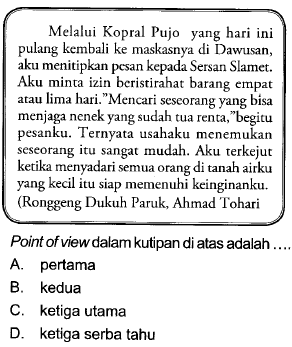 Melalui Kopral Pujo yang hari ini
pulang kembali ke maskasnya di Dawusan,
aku menitipkan pesan kepada Sersan Slamet.
Aku minta izin beristirahat barang empat
atau lima hari."Mencari seseorang yang bisa
menjaga nenek yang sudah tua renta,"begitu
pesanku. Ternyata usahaku menemukan
seseorang itu sangat mudah. Aku terkejut
ketika menyadari semua orang di tanah airku
yang kecil itu siap memenuhi keinginanku.
(Ronggeng Dukuh Paruk, Ahmad Tohari
Point of view dalam kutipan di atas adalah ....
A. pertama
B. kedua
C. ketiga utama
D. ketiga serba tahu